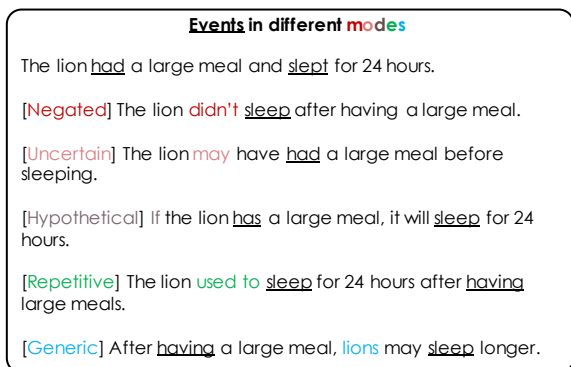 Events in different modes
The lion had a large meal and slept for 24 hours.
[Negated] The lion didn't sleep after having a large meal.
[Uncertain] The lion may have had a large meal before
sleeping.
[Hypothetical] If the lion has a large meal, it will sleep for 24
hours.
[Repetitive] The lion used to sleep for 24 hours after having
large meals.
[Generic] After having a large meal, lions may sleep longer.